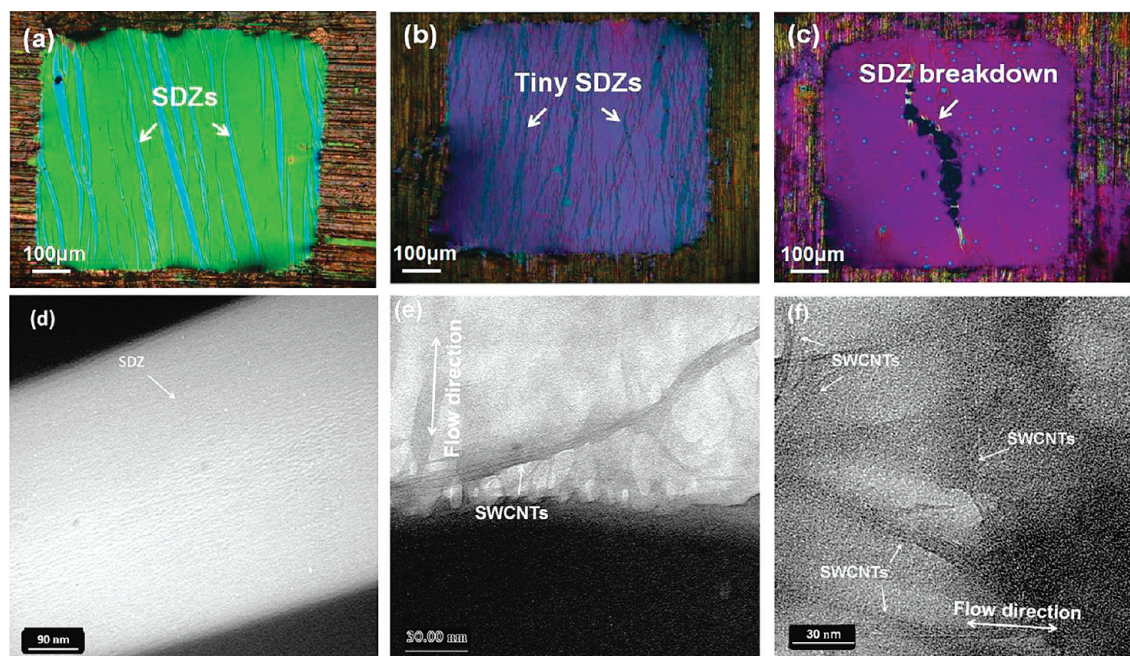 (a)
SDZs
100μm
(b)
Tiny SDZs
100μm
(c)
SDZ breakdown
100μm
(d)
SDZ
90 nm
(e)
Flow direction
SWCNTs
30.00 nm
(f)
SWCNTs
SWCNTs
SWCNTs
Flow direction
30 nm